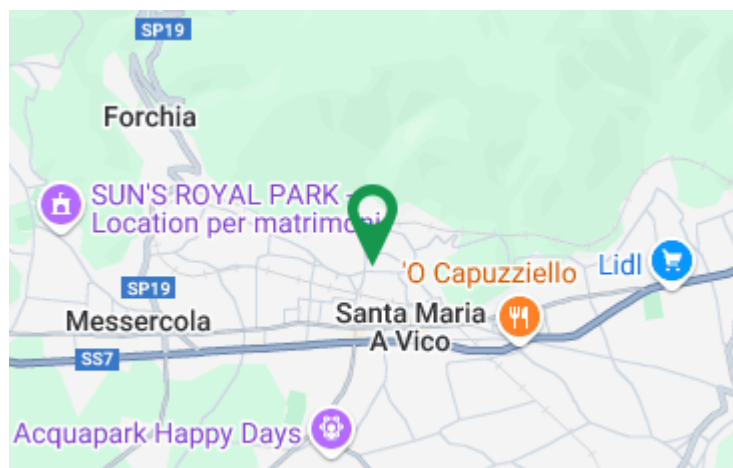 SP19
Forchia
SUN'S ROYAL PARK -
Location per matrimoni
'O Capuzziello
Lidl
SP19
Messercola
Santa Maria
A Vico
SS7
Acquapark Happy Days